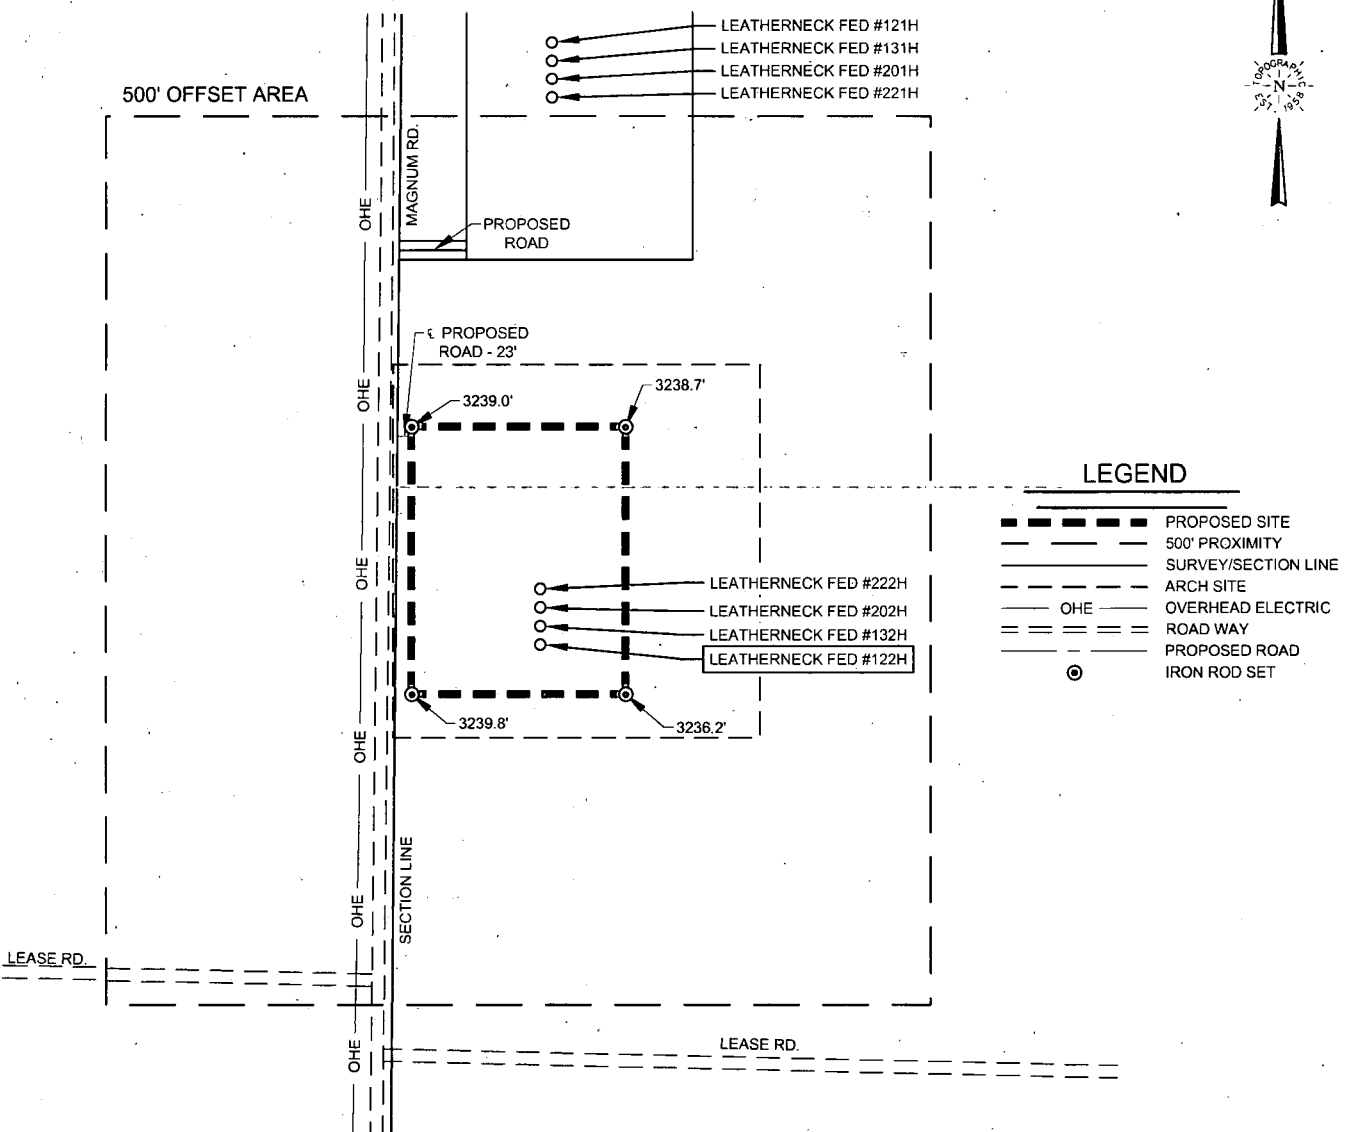 LEATHERNECK FED #121H
LEATHERNECK FED #131H
LEATHERNECK FED #201H
LEATHERNECK FED #221H
TOPOGRAPHIC
N
EST. 1958
500' OFFSET AREA
MAGNUM RD.
OHE
PROPOSED
ROAD
℄ PROPOSED
ROAD - 23'
OHE
3239.0'
3238.7'
LEGEND
PROPOSED SITE
500' PROXIMITY
SURVEY/SECTION LINE
ARCH SITE
OHE OVERHEAD ELECTRIC
ROAD WAY
PROPOSED ROAD
IRON ROD SET
OHE
LEATHERNECK FED #222H
LEATHERNECK FED #202H
LEATHERNECK FED #132H
LEATHERNECK FED #122H
3239.8'
3236.2'
OHE
SECTION LINE
OHE
LEASE RD.
OHE
LEASE RD.